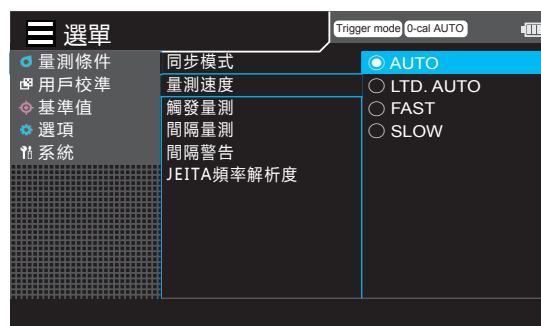 選單
Trigger mode 0-cal AUTO
量測條件
用戶校準
基準值
選項
系統
同步模式
量測速度
觸發量測
間隔量測
間隔警告
JEITA頻率解析度
AUTO
LTD. AUTO
FAST
SLOW